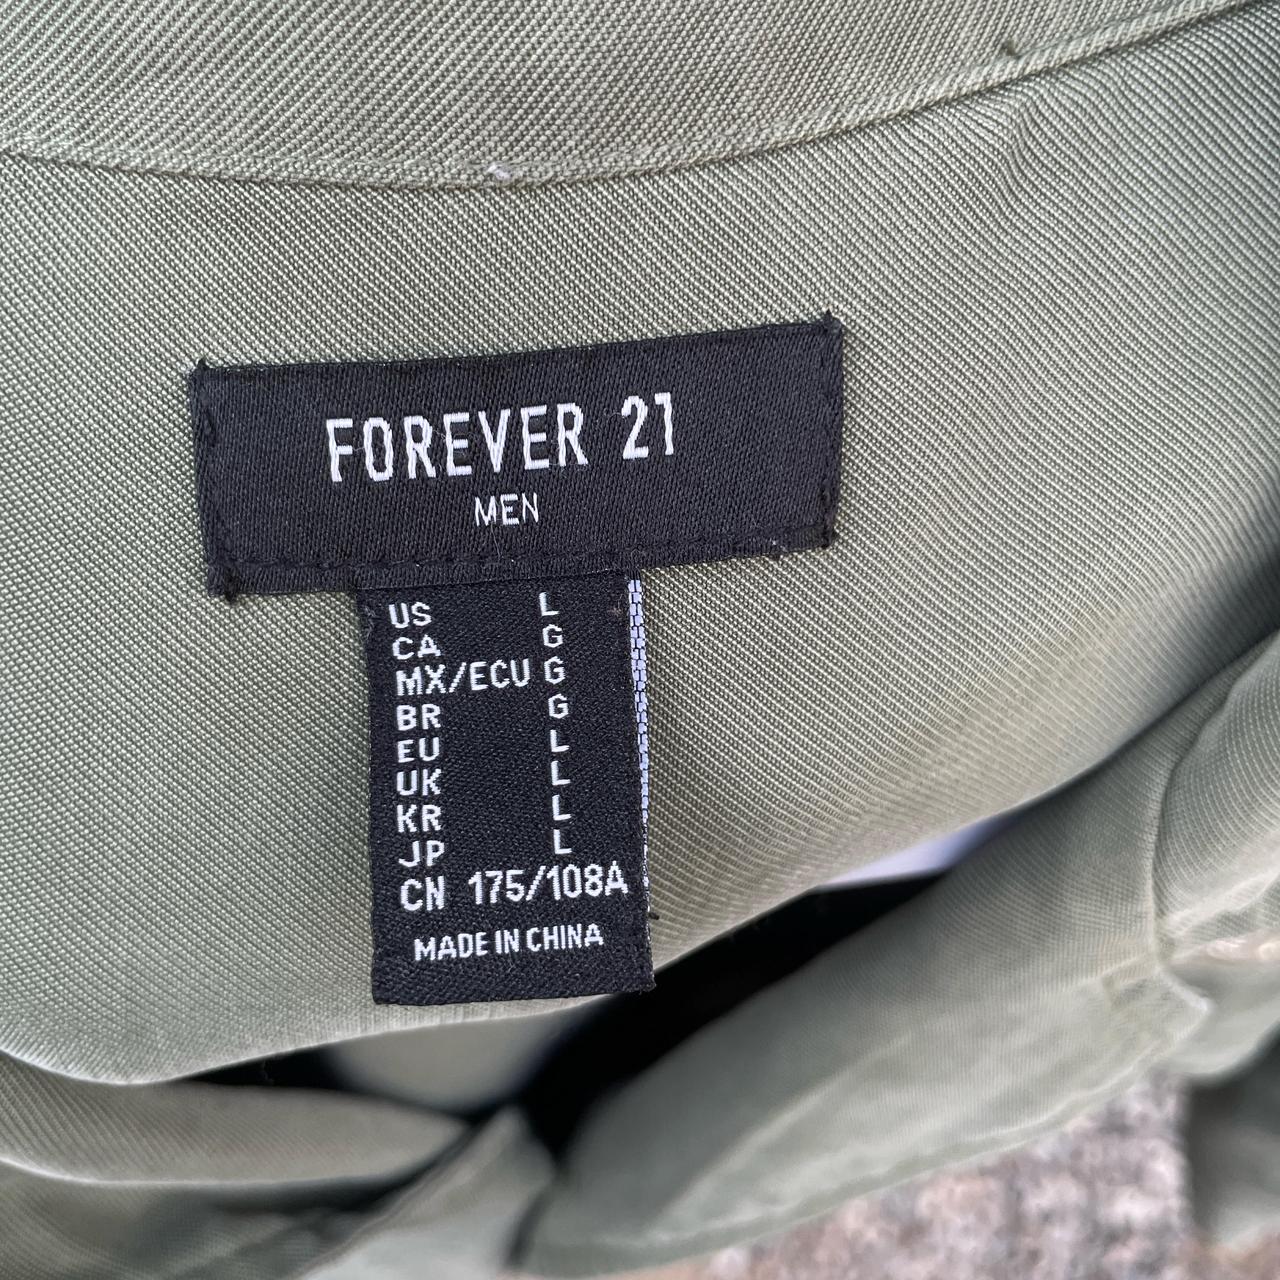 FOREVER 21
MEN
US L
CA G
MX/ECU G
BR G
EU L
UK L
KR L
JP L
CN 175/108A
MADE IN CHINA